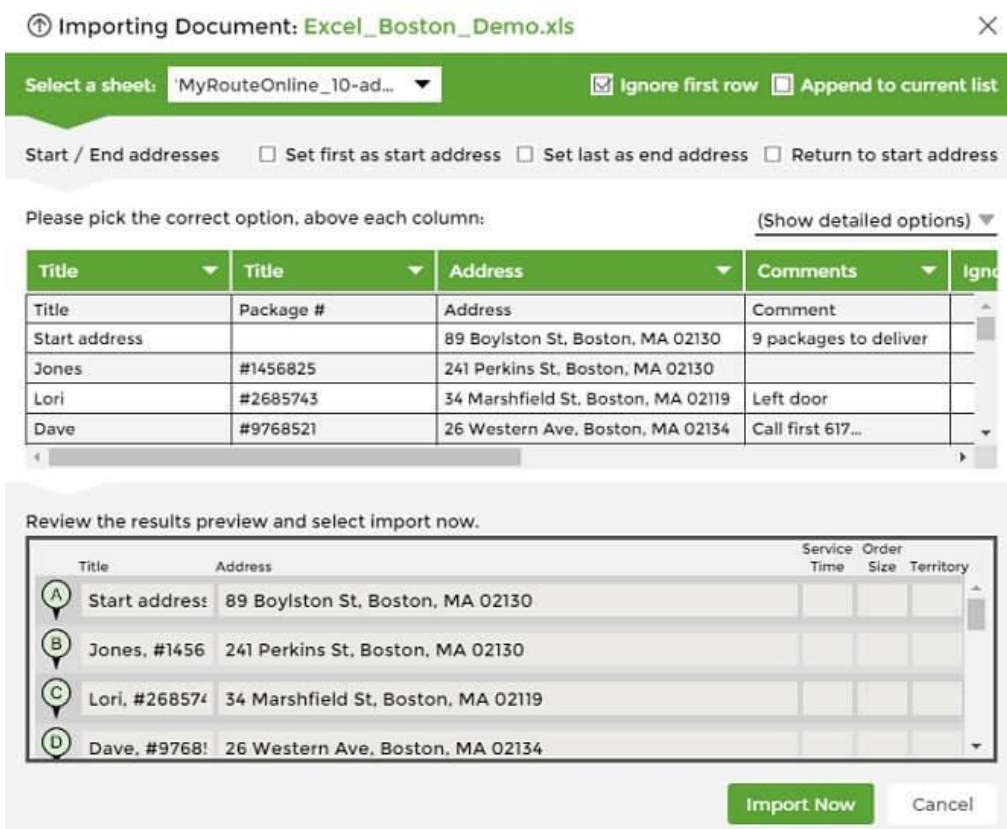 Importing Document: Excel_Boston_Demo.xls
Select a sheet: 'MyRouteOnline_10-ad... Ignore first row Append to current list
Start / End addresses Set first as start address Set last as end address Return to start address
Please pick the correct option, above each column: (Show detailed options)
Title Title Address Comments Igno
Title Package # Address Comment
Start address 89 Boylston St, Boston, MA 02130 9 packages to deliver
Jones #1456825 241 Perkins St, Boston, MA 02130
Lori #2685743 34 Marshfield St, Boston, MA 02119 Left door
Dave #9768521 26 Western Ave, Boston, MA 02134 Call first 617...
Review the results preview and select import now.
Service Order
Title Address Time Size Territory
A Start address 89 Boylston St, Boston, MA 02130
B Jones, #1456 241 Perkins St, Boston, MA 02130
C Lori, #26857 34 Marshfield St, Boston, MA 02119
D Dave, #9768 26 Western Ave, Boston, MA 02134
Import Now Cancel